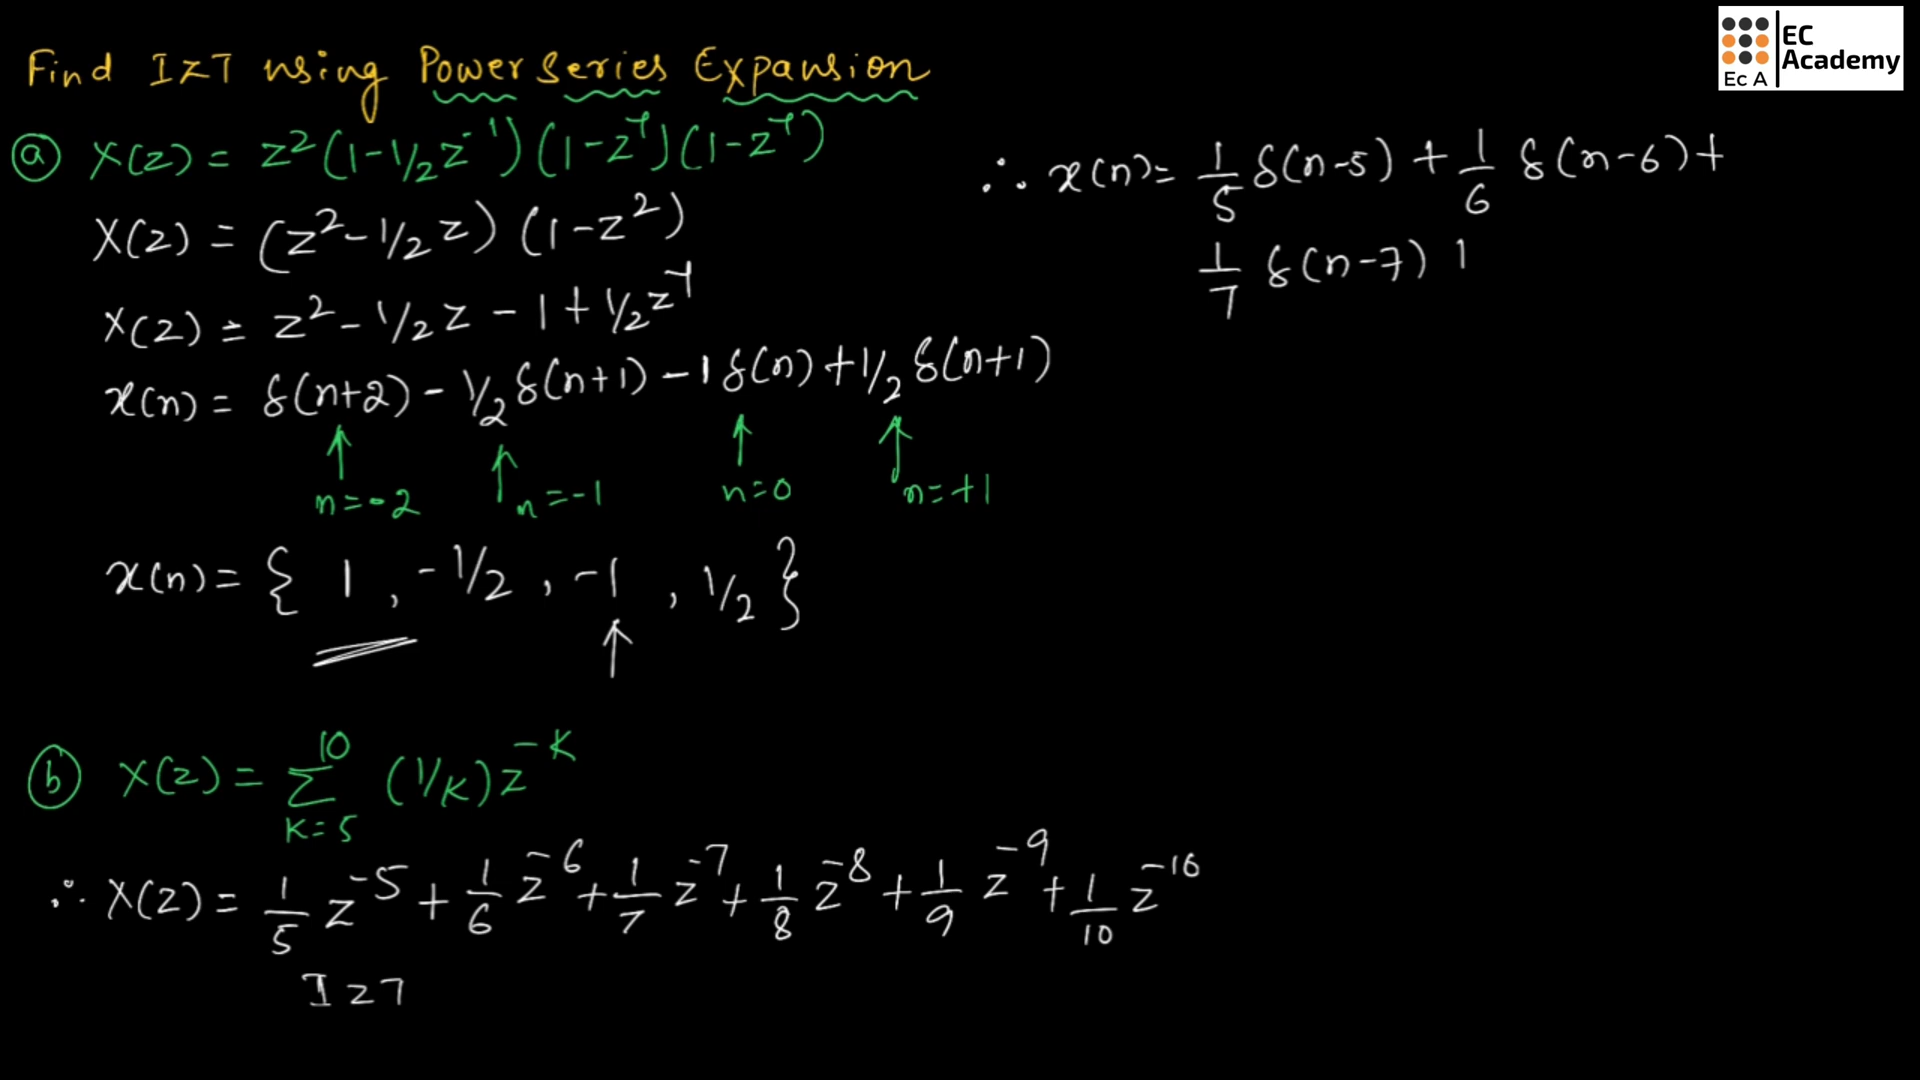 Find IZT using Power Series Expansion
(a) X(z) = z²(1-1/2z⁻¹)(1-z⁻¹)(1-z⁻¹)
X(z) = (z²-1/2z)(1-z²)
X(z) = z²-1/2z-1+1/2z⁻¹
x(n) = δ(n+2)-1/2δ(n+1)-1δ(n)+1/2δ(n+1)
↑ ↑ ↑ ↑
n=-2 n=-1 n=0 n=+1
x(n) = { 1, -1/2, -1, 1/2 }
↑
(b) X(z) = Σ_{K=5}^{10} (1/K)z^{-K}
∴ X(z) = 1/5 z⁻⁵ + 1/6 z⁻⁶ + 1/7 z⁻⁷ + 1/8 z⁻⁸ + 1/9 z⁻⁹ + 1/10 z⁻¹⁰
IZT
∴ x(n) = 1/5 δ(n-5) + 1/6 δ(n-6) +
1/7 δ(n-7) 1
EC
Academy
Ec A